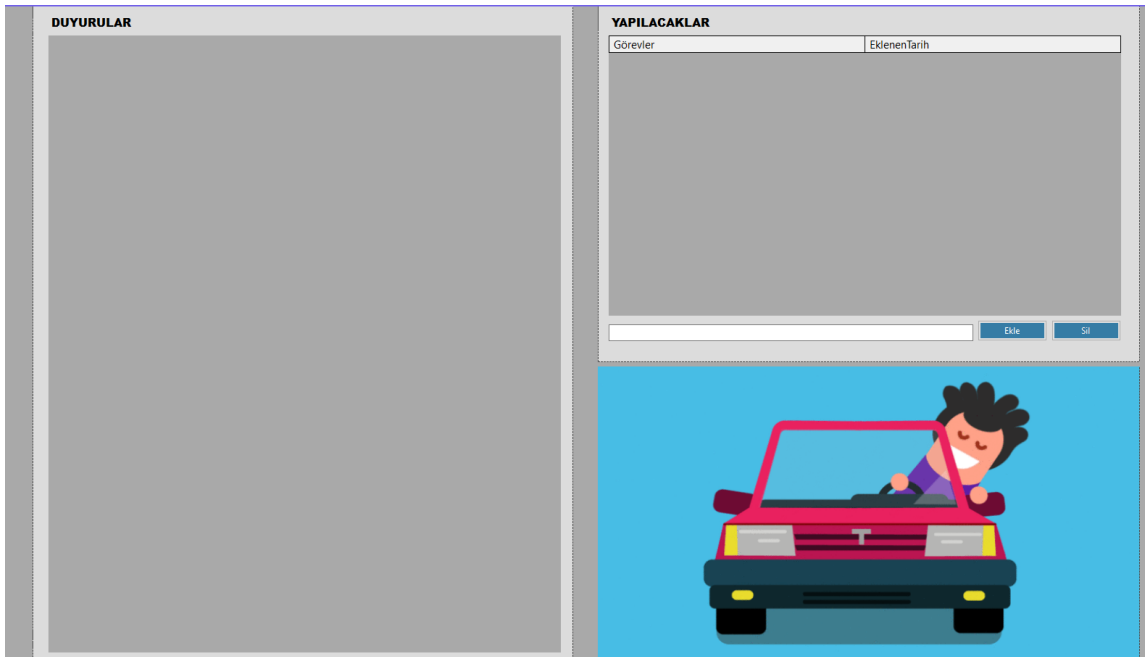 DUYURULAR
YAPILACAKLAR
Görevler EklenenTarih
Ekle Sil
T